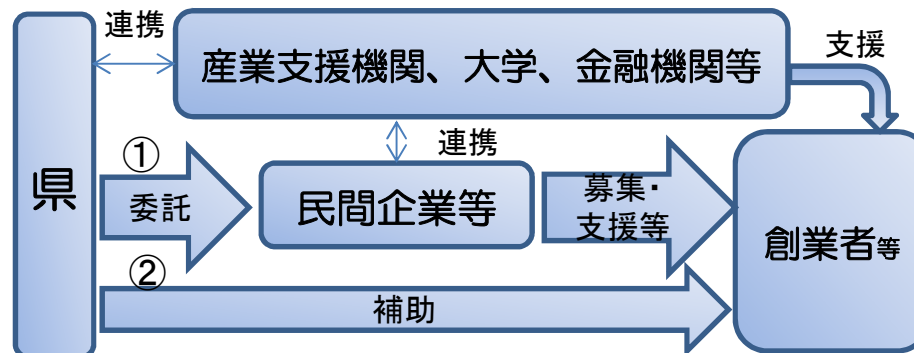 連携
産業支援機関、大学、金融機関等
支援
連携
県
①
委託
民間企業等
募集・
支援等
創業者等
②
補助